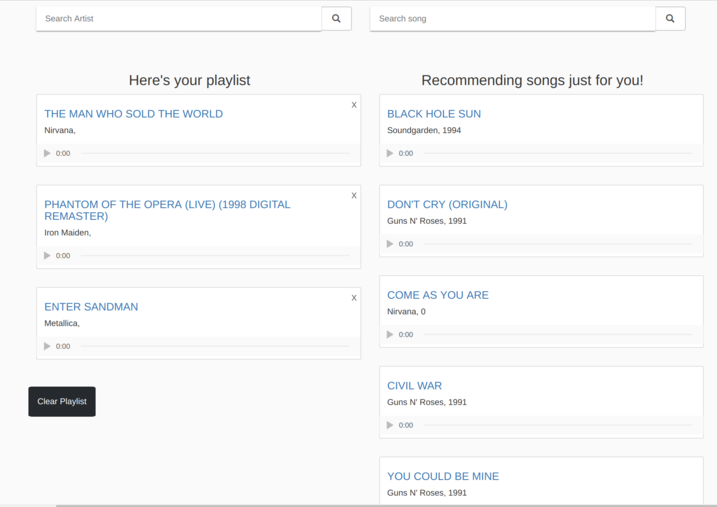 Search Artist
Search song
Here's your playlist
x
THE MAN WHO SOLD THE WORLD
Nirvana,
0:00
x
PHANTOM OF THE OPERA (LIVE) (1998 DIGITAL
REMASTER)
Iron Maiden,
0:00
x
ENTER SANDMAN
Metallica,
0:00
Clear Playlist
Recommending songs just for you!
BLACK HOLE SUN
Soundgarden, 1994
0:00
DON'T CRY (ORIGINAL)
Guns N' Roses, 1991
0:00
COME AS YOU ARE
Nirvana, 0
0:00
CIVIL WAR
Guns N' Roses, 1991
0:00
YOU COULD BE MINE
Guns N' Roses, 1991